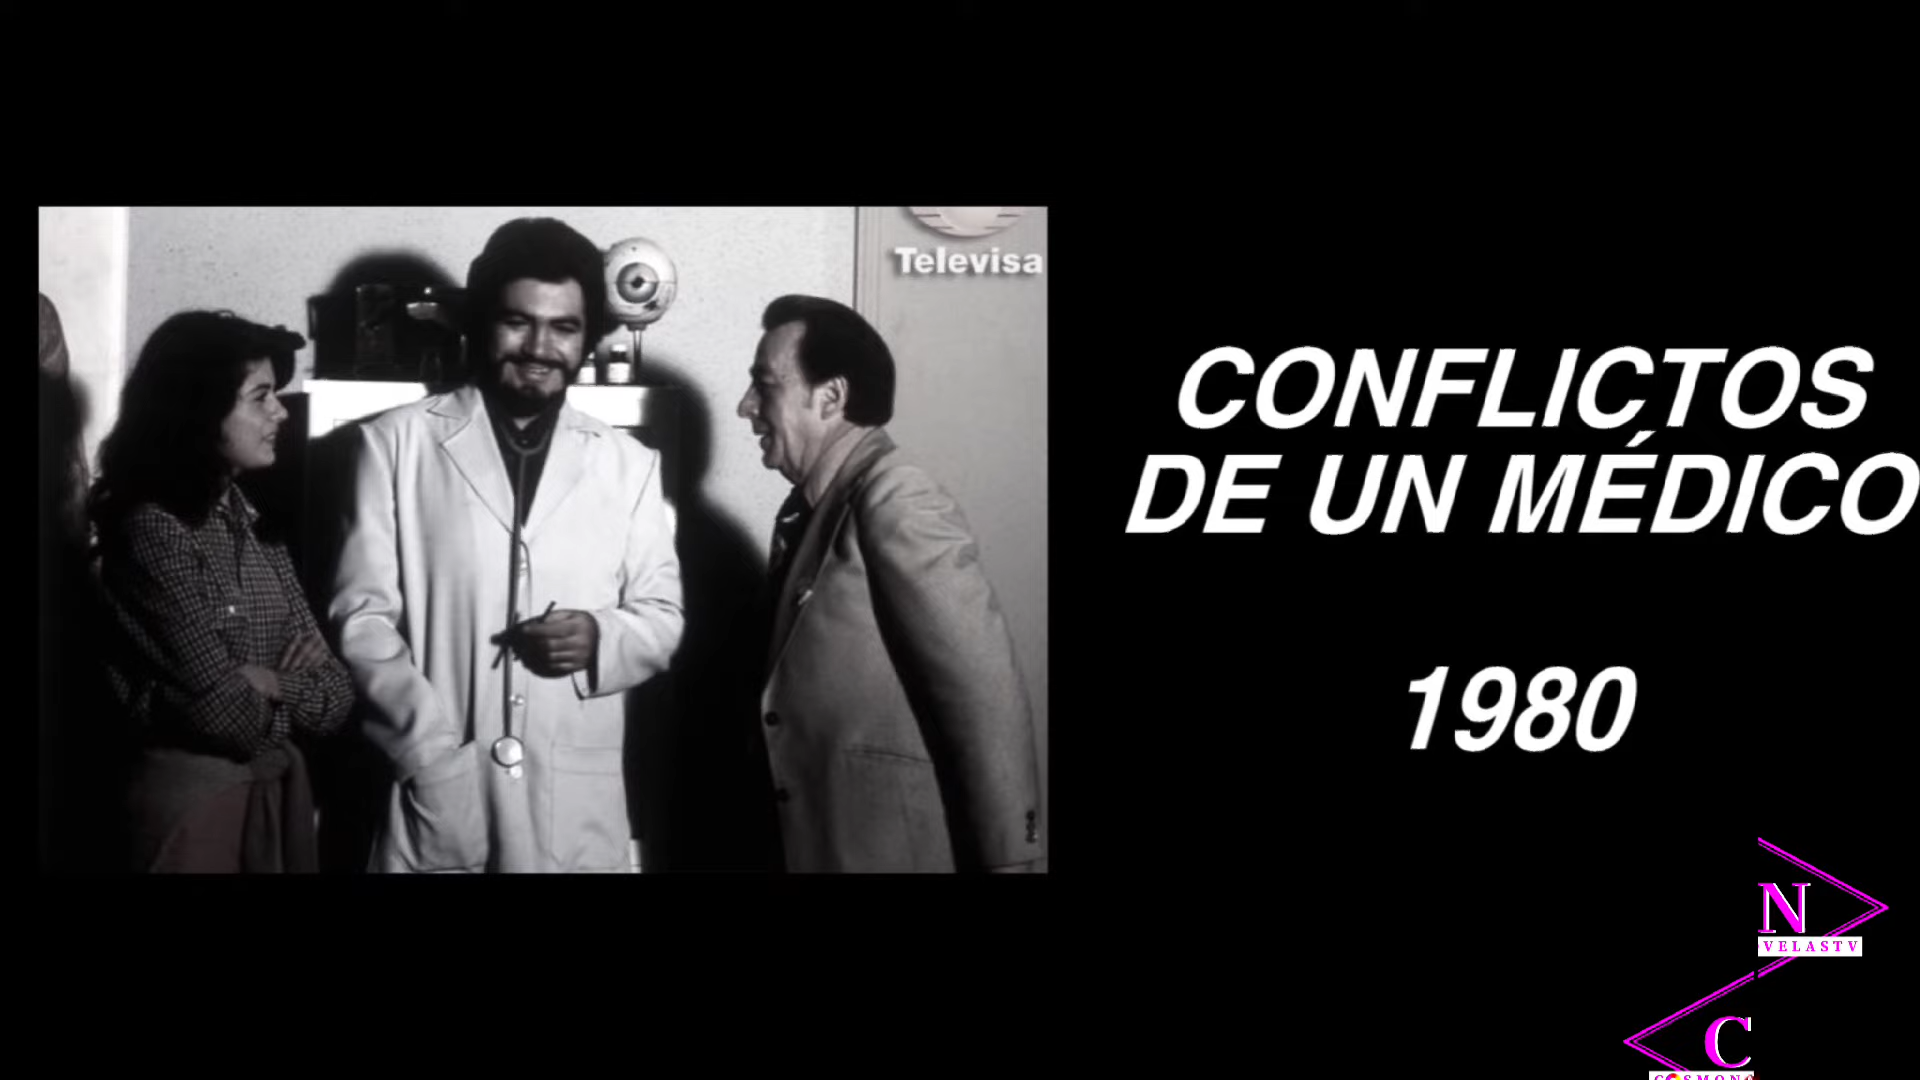 Televisa
CONFLICTOS
DE UN MÉDICO
1980
N
VELASTV
C